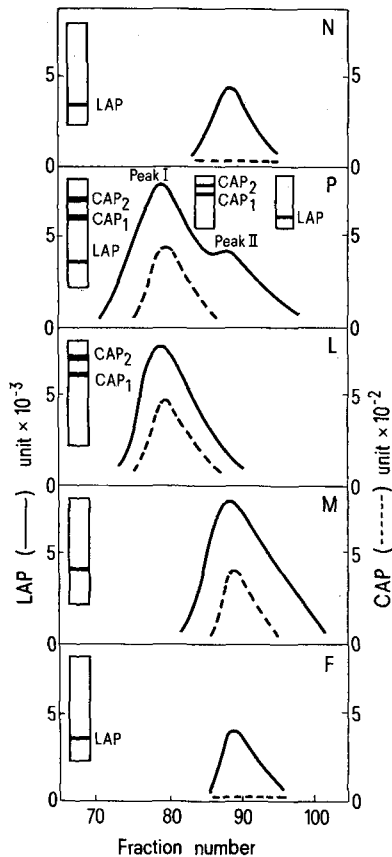 N
5
5
LAP
0
0
P
Peak I
CAP₂
CAP₁
CAP₂
CAP₁
LAP
5
5
LAP
Peak II
0
0
L
CAP₂
CAP₁
5
5
0
0
M
5
5
0
0
F
5
5
LAP
0
0
70 80 90 100
Fraction number
LAP (——) unit × 10⁻³
CAP (-----) unit × 10⁻²